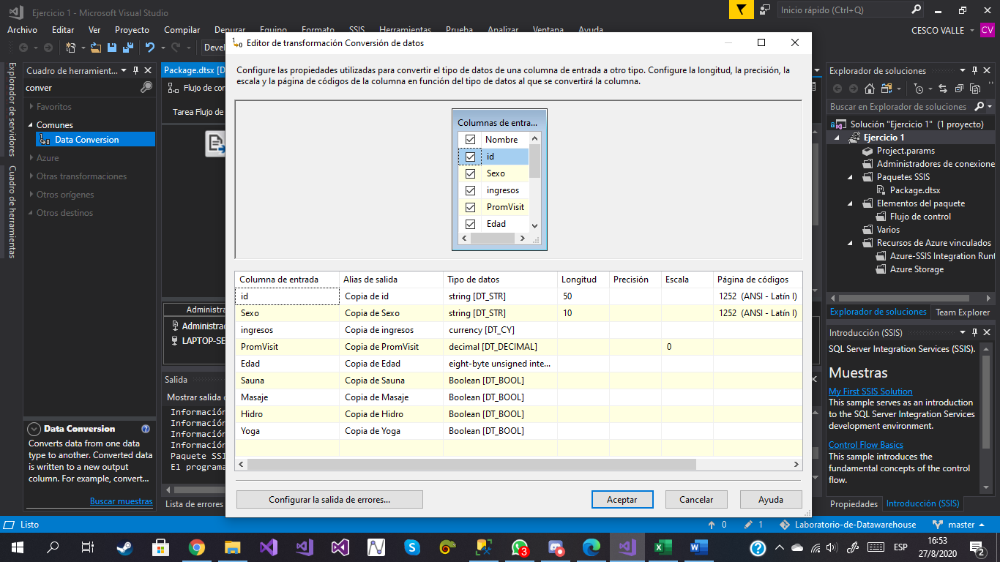 Ejercicio 1 - Microsoft Visual Studio
Inicio rápido (Ctrl+Q)
Archivo Editar Ver Proyecto Compilar Depurar Equipo Formato SSIS Herramientas Prueba Analizar Ventana Ayuda
CESCO VALLE
CV
Explorador de servidores
Cuadro de herramientas
Cuadro de herramient...
conver
Favoritos
Comunes
Data Conversion
Azure
Otras transformaciones
Otros orígenes
Otros destinos
Data Conversion
Converts data from one data
type to another. Converted data
is written to a new output
column. For example, convert...
Buscar muestras
Package.dtsx [D
Flujo de con
Tarea Flujo de
Administra
Administrad
LAPTOP-SE
Salida
Mostrar salida
Información
Información
Información
Información
Paquete SSI
El programa
Lista de errores
Editor de transformación Conversión de datos
Configure las propiedades utilizadas para convertir el tipo de datos de una columna de entrada a otro tipo. Configure la longitud, la precisión, la
escala y la página de códigos de la columna en función del tipo de datos al que se convertirá la columna.
Columnas de entra...
Nombre
id
Sexo
ingresos
PromVisit
Edad
Columna de entrada Alias de salida Tipo de datos Longitud Precisión Escala Página de códigos
id Copia de id string [DT_STR] 50 1252 (ANSI - Latín I)
Sexo Copia de Sexo string [DT_STR] 10 1252 (ANSI - Latín I)
ingresos Copia de ingresos currency [DT_CY]
PromVisit Copia de PromVisit decimal [DT_DECIMAL] 0
Edad Copia de Edad eight-byte unsigned inte...
Sauna Copia de Sauna Boolean [DT_BOOL]
Masaje Copia de Masaje Boolean [DT_BOOL]
Hidro Copia de Hidro Boolean [DT_BOOL]
Yoga Copia de Yoga Boolean [DT_BOOL]
Configurar la salida de errores...
Aceptar
Cancelar
Ayuda
Explorador de soluciones
Buscar en Explorador de soluciones
Solución "Ejercicio 1" (1 proyecto)
Ejercicio 1
Project.params
Administradores de conexione
Paquetes SSIS
Package.dtsx
Elementos del paquete
Flujo de control
Varios
Recursos de Azure vinculados
Azure-SSIS Integration Runt
Azure Storage
Explorador de soluciones Team Explorer
Introducción (SSIS)
SQL Server Integration Services (SSIS).
Muestras
My First SSIS Solution
This sample serves as an introduction
to the SQL Server Integration Services
development environment.
Control Flow Basics
This sample introduces the
fundamental concepts of the control
flow.
Propiedades Introducción (SSIS)
Listo
0
1
Laboratorio-de-Datawarehouse
master
3
ESP
16:53
27/8/2020
2